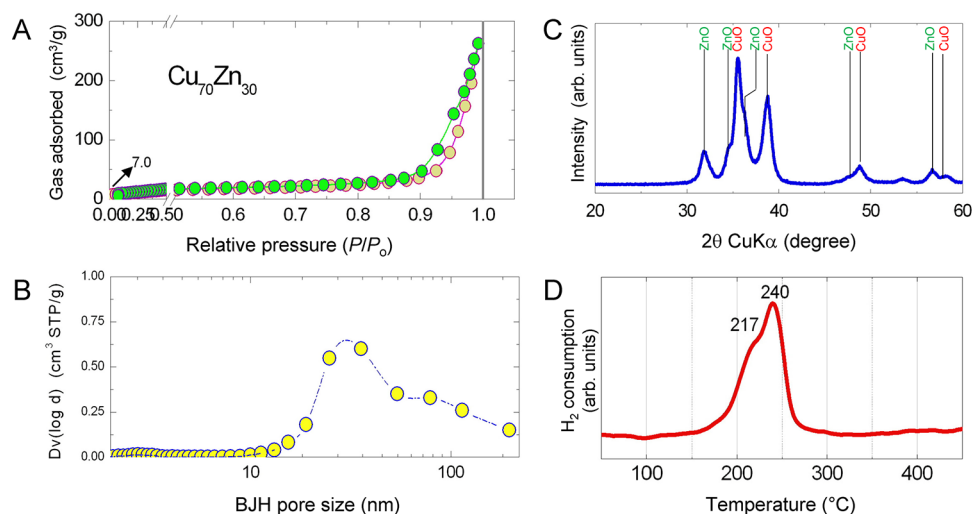 A
Cu70Zn30
Gas adsorbed (cm³/g)
300
200
100
0
7.0
0.00
0.25
0.50
0.6
0.7
0.8
0.9
1.0
Relative pressure (P/Po)
B
Dv(log d) (cm³ STP/g)
1.00
0.75
0.50
0.25
0.00
10
100
BJH pore size (nm)
C
Intensity (arb. units)
ZnO
ZnO
CuO
ZnO
CuO
ZnO
CuO
ZnO
CuO
20
30
40
50
60
2θ CuKα (degree)
D
H2 consumption
(arb. units)
217
240
100
200
300
400
Temperature (°C)